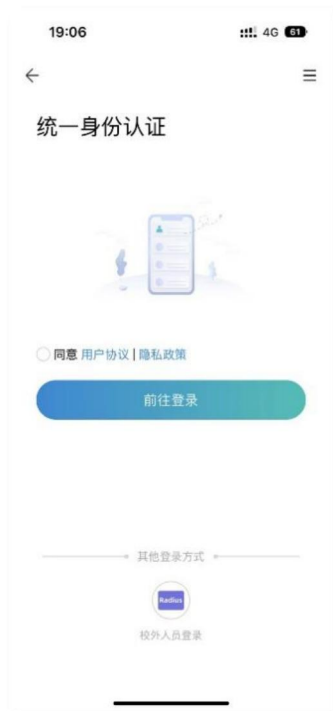 19:06 4G 61
统一身份认证
同意 用户协议 | 隐私政策
前往登录
其他登录方式
Radius
校外人员登录